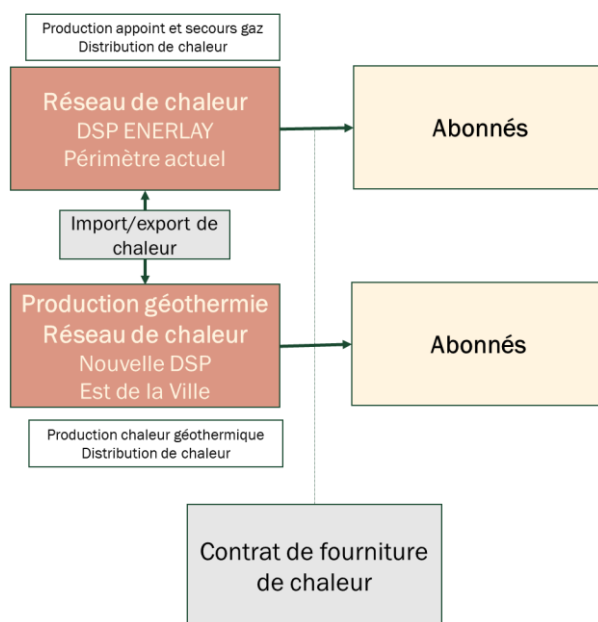 Production appoint et secours gaz
Distribution de chaleur
Réseau de chaleur
DSP ENERLAY
Périmètre actuel
Abonnés
Import/export de
chaleur
Production géothermie
Réseau de chaleur
Nouvelle DSP
Est de la Ville
Abonnés
Production chaleur géothermique
Distribution de chaleur
Contrat de fourniture
de chaleur